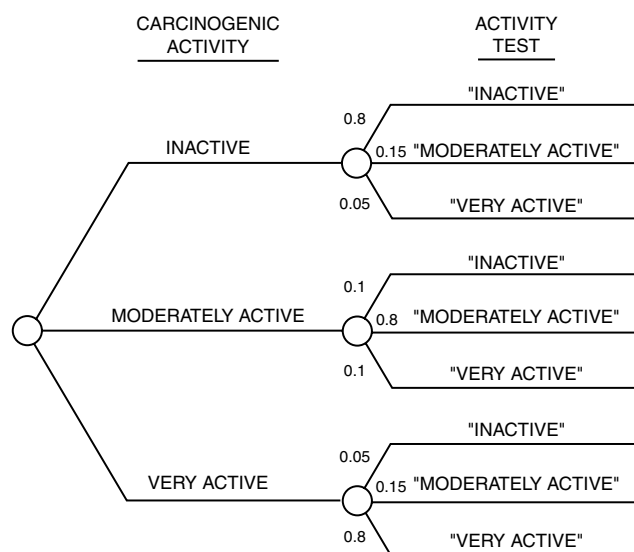 CARCINOGENIC
ACTIVITY
ACTIVITY
TEST
"INACTIVE"
0.8
INACTIVE
0.15 "MODERATELY ACTIVE"
0.05
"VERY ACTIVE"
"INACTIVE"
0.1
MODERATELY ACTIVE
0.8 "MODERATELY ACTIVE"
0.1
"VERY ACTIVE"
"INACTIVE"
0.05
VERY ACTIVE
0.15 "MODERATELY ACTIVE"
0.8
"VERY ACTIVE"